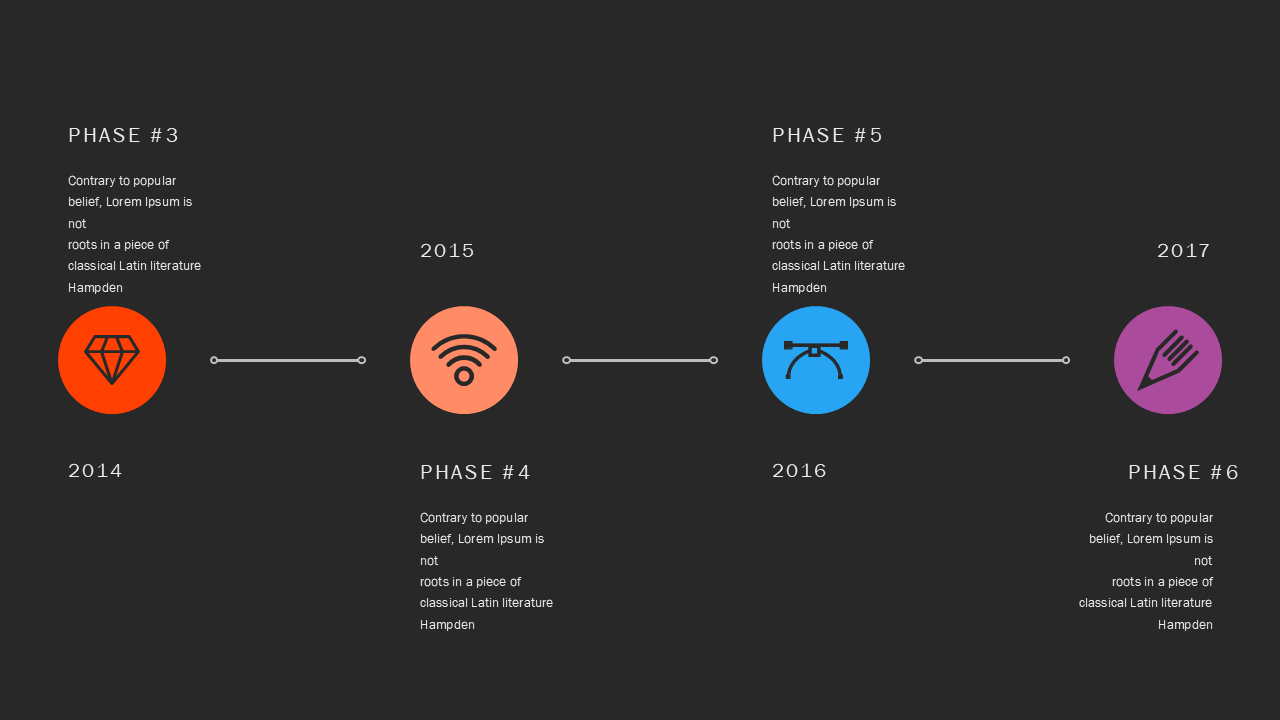 PHASE #3
Contrary to popular
belief, Lorem Ipsum is
not
roots in a piece of
classical Latin literature
Hampden
2014
2015
PHASE #4
Contrary to popular
belief, Lorem Ipsum is
not
roots in a piece of
classical Latin literature
Hampden
PHASE #5
Contrary to popular
belief, Lorem Ipsum is
not
roots in a piece of
classical Latin literature
Hampden
2016
2017
PHASE #6
Contrary to popular
belief, Lorem Ipsum is
not
roots in a piece of
classical Latin literature
Hampden